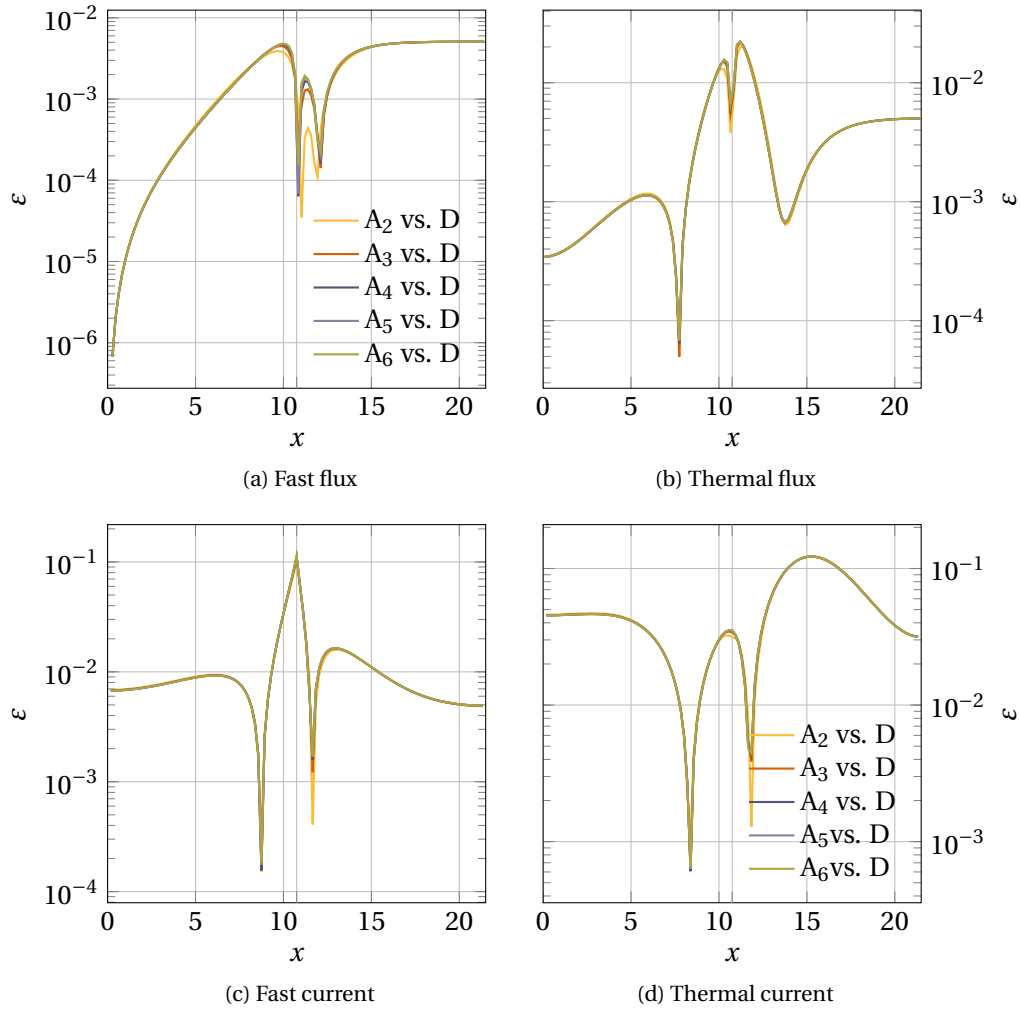 10⁻²
10⁻³
10⁻⁴
10⁻⁵
10⁻⁶
ε
A₂ vs. D
A₃ vs. D
A₄ vs. D
A₅ vs. D
A₆ vs. D
0 5 10 15 20
x
(a) Fast flux
10⁻²
10⁻³
10⁻⁴
ε
0 5 10 15 20
x
(b) Thermal flux
10⁻¹
10⁻²
10⁻³
10⁻⁴
ε
0 5 10 15 20
x
(c) Fast current
10⁻¹
10⁻²
10⁻³
ε
A₂ vs. D
A₃ vs. D
A₄ vs. D
A₅vs. D
A₆vs. D
0 5 10 15 20
x
(d) Thermal current